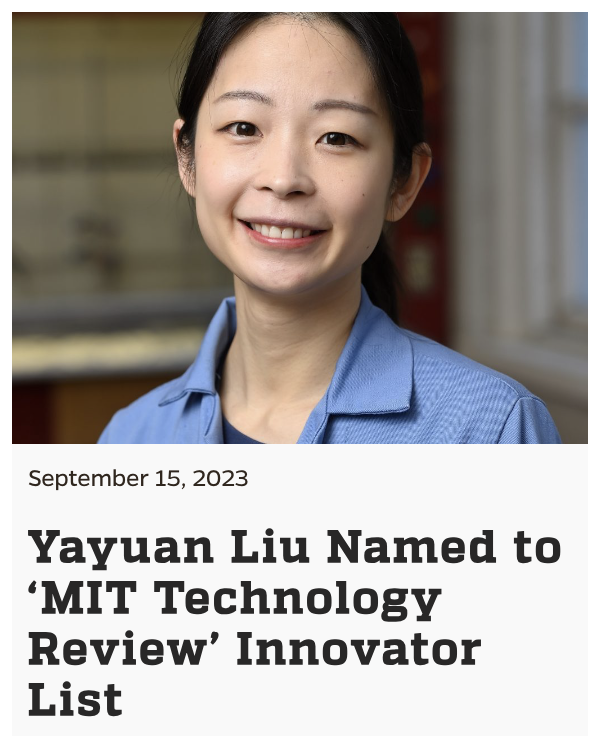 September 15, 2023
Yayuan Liu Named to
‘MIT Technology
Review’ Innovator
List